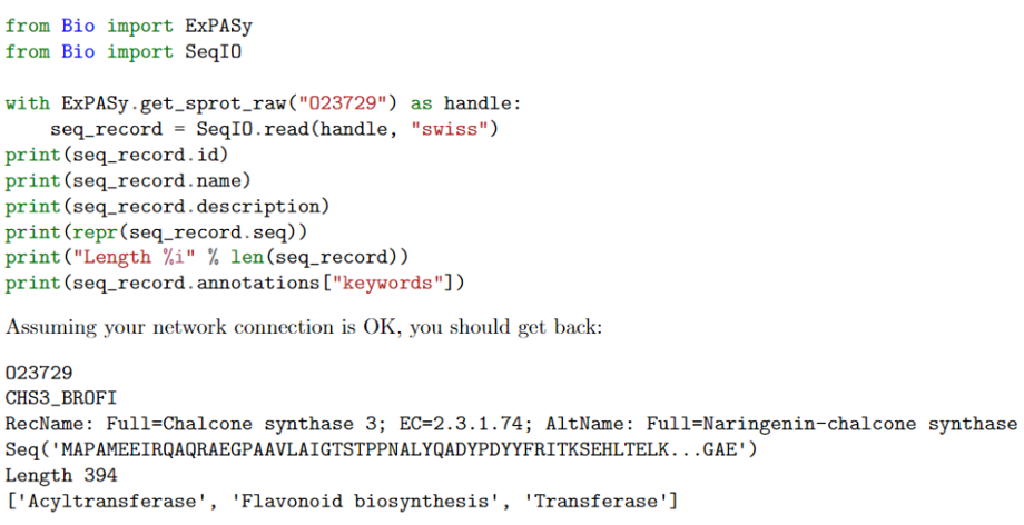 from Bio import ExPASy
from Bio import SeqIO
with ExPASy.get_sprot_raw("O23729") as handle:
    seq_record = SeqIO.read(handle, "swiss")
print(seq_record.id)
print(seq_record.name)
print(seq_record.description)
print(repr(seq_record.seq))
print("Length %i" % len(seq_record))
print(seq_record.annotations["keywords"])
Assuming your network connection is OK, you should get back:
O23729
CHS3_BROFI
RecName: Full=Chalcone synthase 3; EC=2.3.1.74; AltName: Full=Naringenin-chalcone synthase
Seq('MAPAMEEIRQAQRAEGPAAVLAIGTSTPPNALYQADYPDYYFRITKSEHLTELK...GAE')
Length 394
['Acyltransferase', 'Flavonoid biosynthesis', 'Transferase']